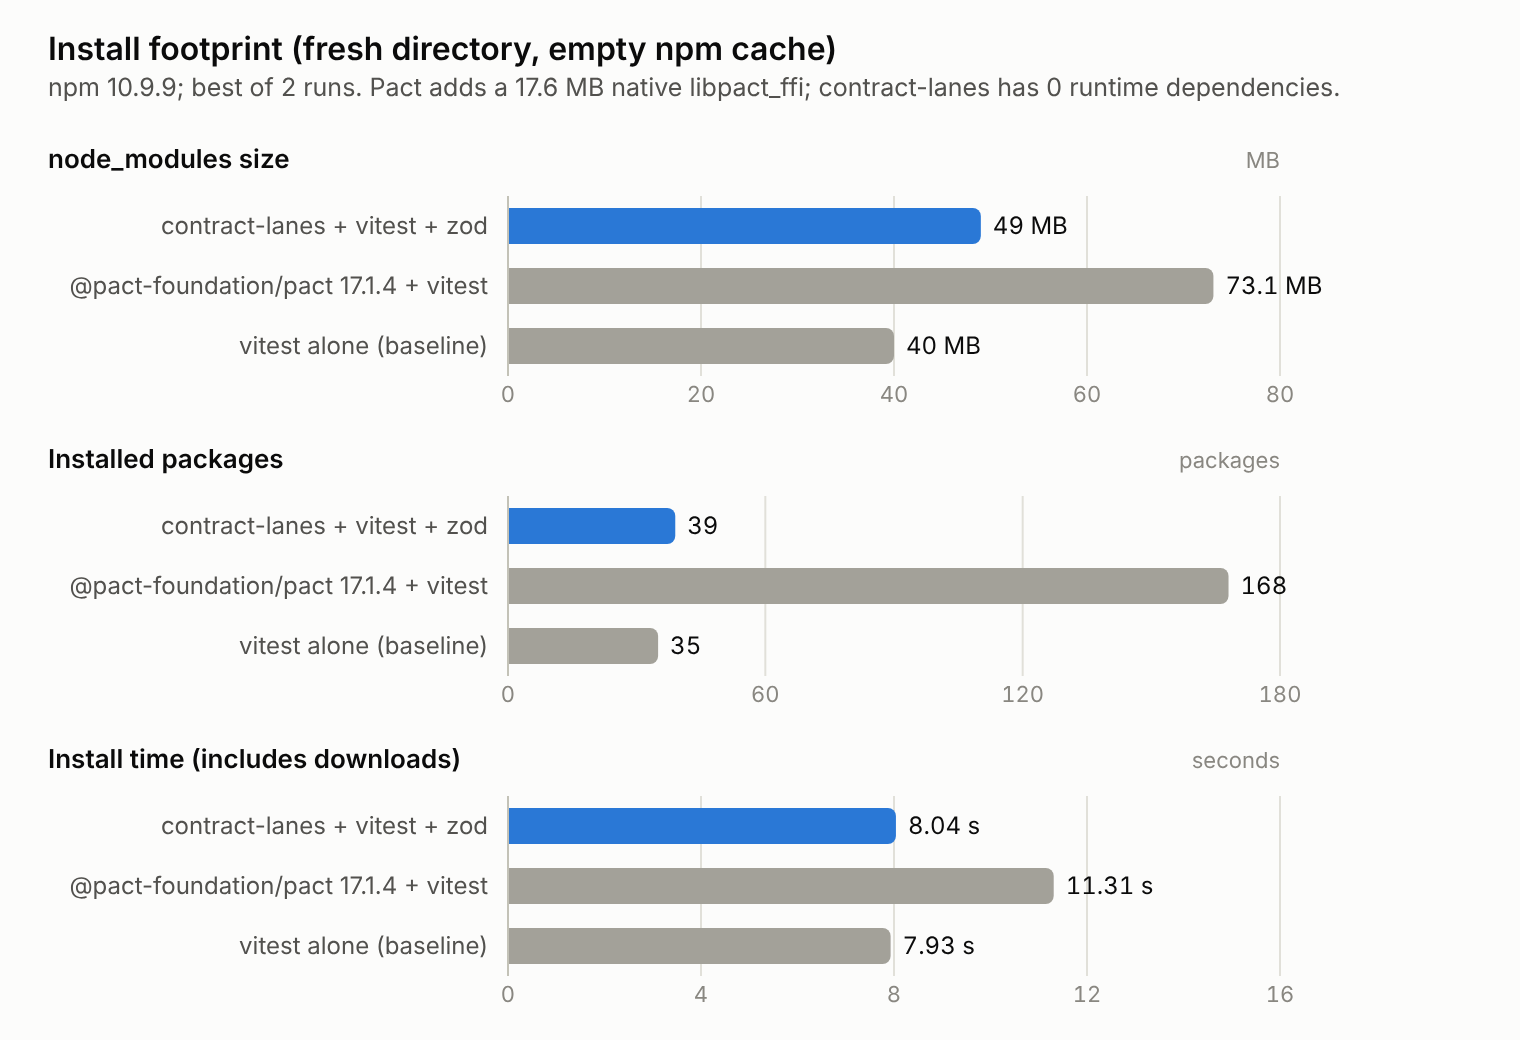 Install footprint (fresh directory, empty npm cache)
npm 10.9.9; best of 2 runs. Pact adds a 17.6 MB native libpact_ffi; contract-lanes has 0 runtime dependencies.
node_modules size
MB
contract-lanes + vitest + zod
49 MB
@pact-foundation/pact 17.1.4 + vitest
73.1 MB
vitest alone (baseline)
40 MB
0 20 40 60 80
Installed packages
packages
contract-lanes + vitest + zod
39
@pact-foundation/pact 17.1.4 + vitest
168
vitest alone (baseline)
35
0 60 120 180
Install time (includes downloads)
seconds
contract-lanes + vitest + zod
8.04 s
@pact-foundation/pact 17.1.4 + vitest
11.31 s
vitest alone (baseline)
7.93 s
0 4 8 12 16